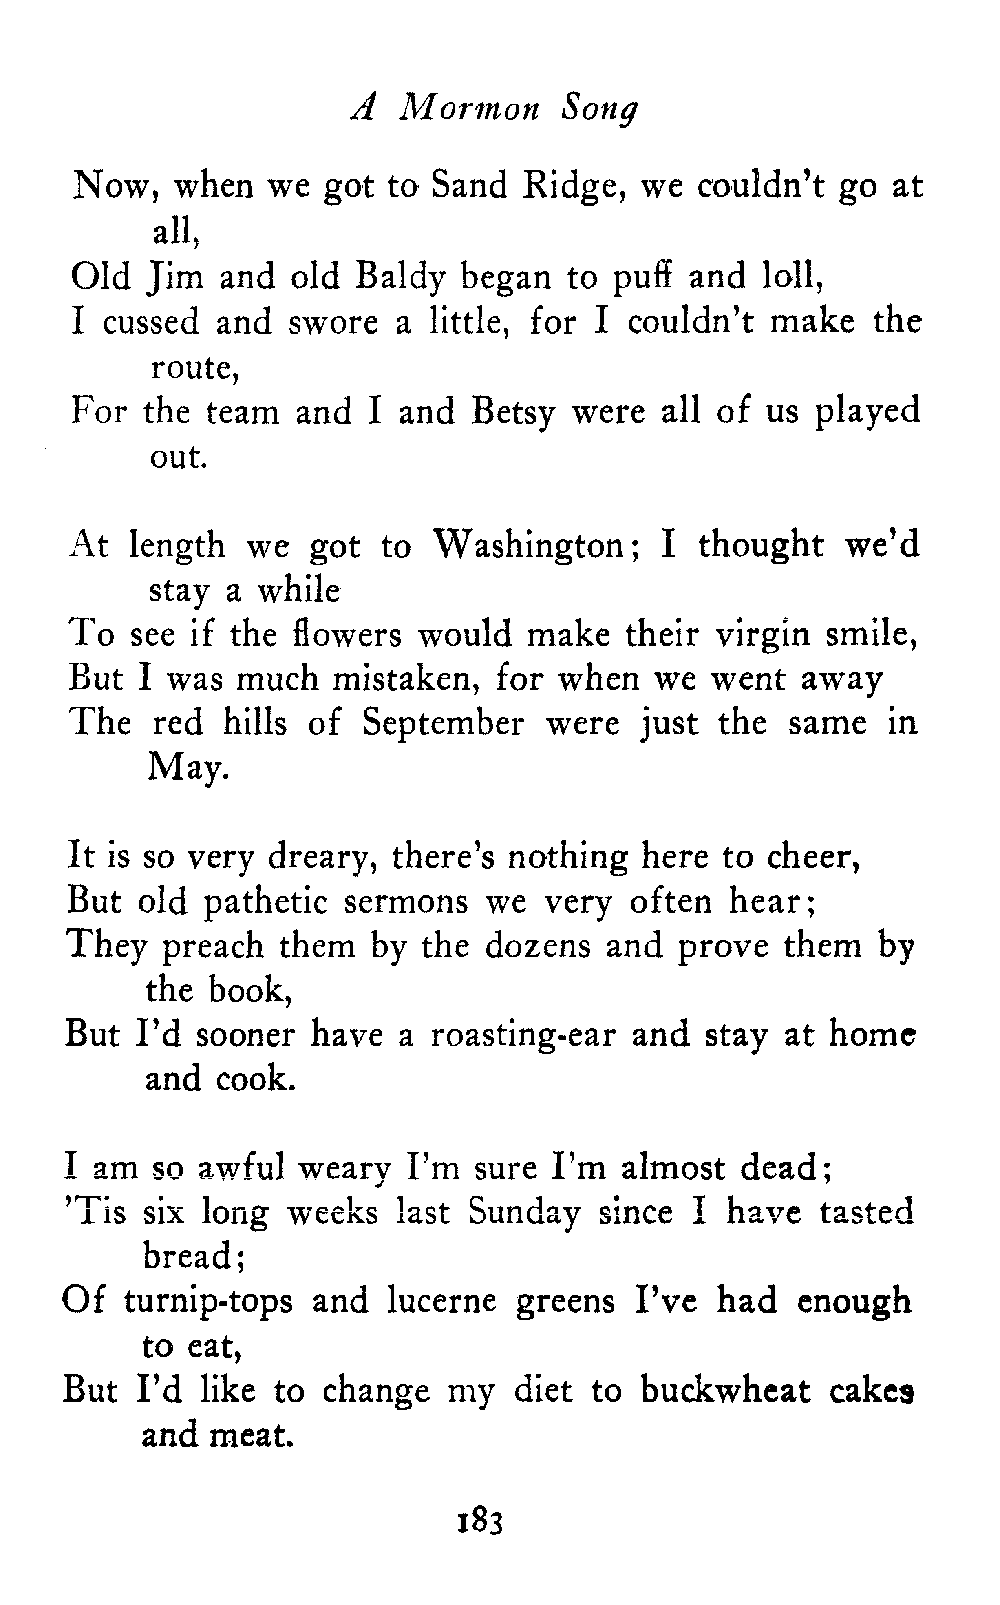 A Mormon Song
Now, when we got to Sand Ridge, we couldn't go at
all,
Old Jim and old Baldy began to puff and loll,
I cussed and swore a little, for I couldn't make the
route,
For the team and I and Betsy were all of us played
out.
At length we got to Washington; I thought we'd
stay a while
To see if the flowers would make their virgin smile,
But I was much mistaken, for when we went away
The red hills of September were just the same in
May.
It is so very dreary, there's nothing here to cheer,
But old pathetic sermons we very often hear;
They preach them by the dozens and prove them by
the book,
But I'd sooner have a roasting-ear and stay at home
and cook.
I am so awful weary I'm sure I'm almost dead;
'Tis six long weeks last Sunday since I have tasted
bread;
Of turnip-tops and lucerne greens I've had enough
to eat,
But I'd like to change my diet to buckwheat cakes
and meat.
183